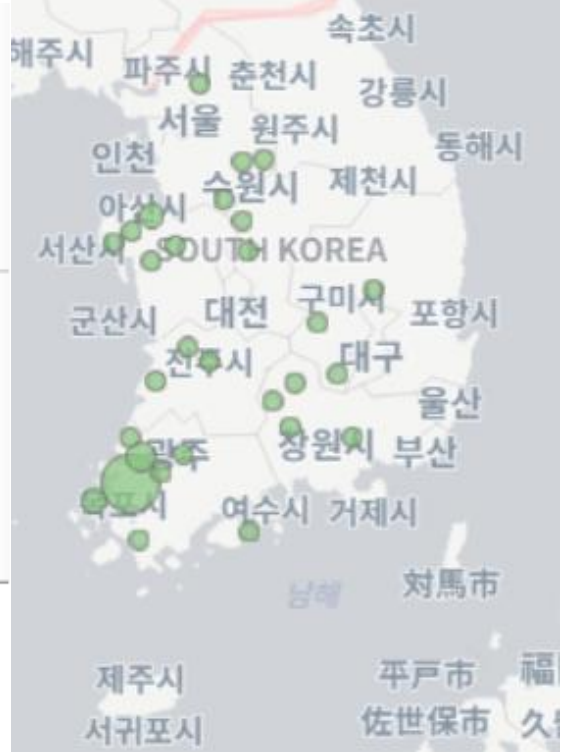 속초시
해주시
파주시
춘천시
강릉시
서울
원주시
동해시
인천
수원시
제천시
아산시
서산시
SOUTH KOREA
군산시
대전
구미시
포항시
전주시
대구
울산
광주
창원시
부산
목포시
여수시
거제시
対馬市
남해
제주시
平戸市
福
서귀포시
佐世保市
久